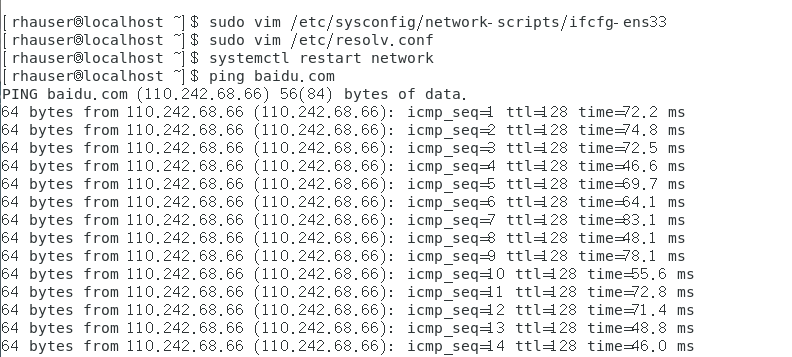 [rhauser@localhost ~]$ sudo vim /etc/sysconfig/network-scripts/ifcfg-ens33
[rhauser@localhost ~]$ sudo vim /etc/resolv.conf
[rhauser@localhost ~]$ systemctl restart network
[rhauser@localhost ~]$ ping baidu.com
PING baidu.com (110.242.68.66) 56(84) bytes of data.
64 bytes from 110.242.68.66 (110.242.68.66): icmp_seq=1 ttl=128 time=72.2 ms
64 bytes from 110.242.68.66 (110.242.68.66): icmp_seq=2 ttl=128 time=74.8 ms
64 bytes from 110.242.68.66 (110.242.68.66): icmp_seq=3 ttl=128 time=72.5 ms
64 bytes from 110.242.68.66 (110.242.68.66): icmp_seq=4 ttl=128 time=46.6 ms
64 bytes from 110.242.68.66 (110.242.68.66): icmp_seq=5 ttl=128 time=69.7 ms
64 bytes from 110.242.68.66 (110.242.68.66): icmp_seq=6 ttl=128 time=64.1 ms
64 bytes from 110.242.68.66 (110.242.68.66): icmp_seq=7 ttl=128 time=83.1 ms
64 bytes from 110.242.68.66 (110.242.68.66): icmp_seq=8 ttl=128 time=48.1 ms
64 bytes from 110.242.68.66 (110.242.68.66): icmp_seq=9 ttl=128 time=78.1 ms
64 bytes from 110.242.68.66 (110.242.68.66): icmp_seq=10 ttl=128 time=55.6 ms
64 bytes from 110.242.68.66 (110.242.68.66): icmp_seq=11 ttl=128 time=72.8 ms
64 bytes from 110.242.68.66 (110.242.68.66): icmp_seq=12 ttl=128 time=71.4 ms
64 bytes from 110.242.68.66 (110.242.68.66): icmp_seq=13 ttl=128 time=48.8 ms
64 bytes from 110.242.68.66 (110.242.68.66): icmp_seq=14 ttl=128 time=46.0 ms